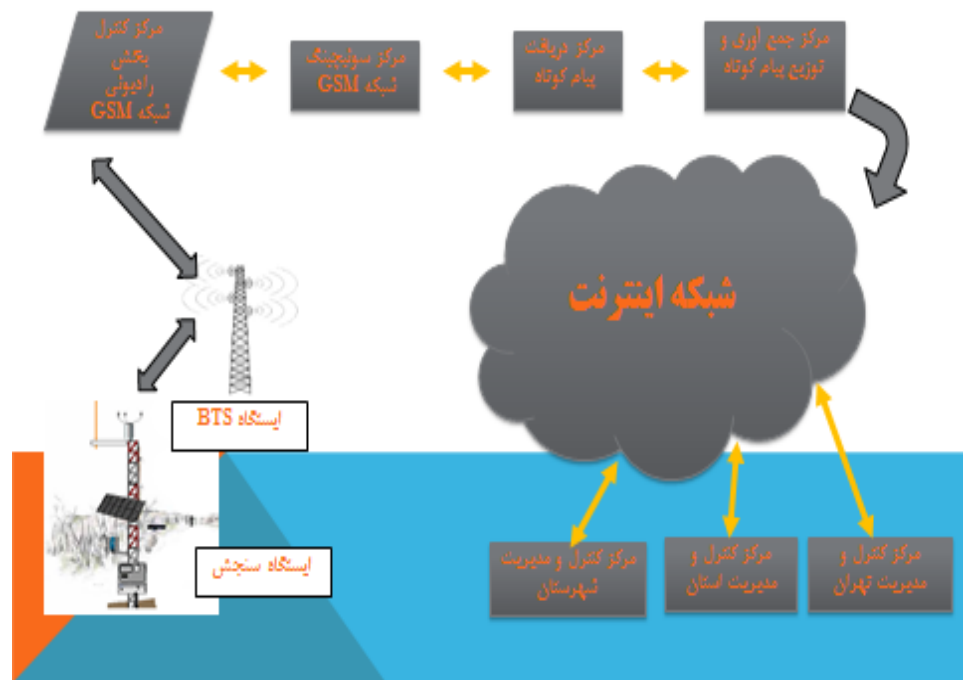 مرکز جمع آوری و
توزیع پیام کوتاه
مرکز دریافت
پیام کوتاه
مرکز سوئیچینگ
شبکه GSM
مرکز کنترل
بخش
رادیوئی
شبکه GSM
شبکه اینترنت
ایستگاه BTS
ایستگاه سنجش
مرکز کنترل و
مدیریت تهران
مرکز کنترل و
مدیریت استان
مرکز کنترل و مدیریت
شهرستان